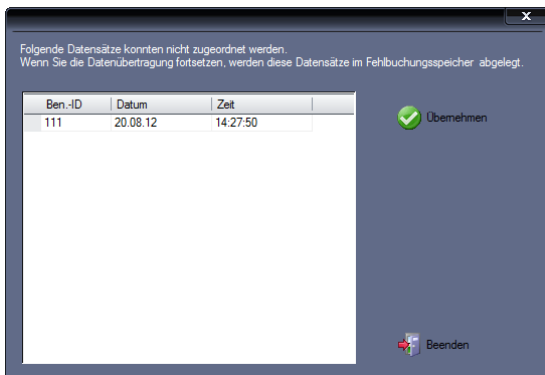 x
Folgende Datensätze konnten nicht zugeordnet werden.
Wenn Sie die Datenübertragung fortsetzen, werden diese Datensätze im Fehlbuchungsspeicher abgelegt.
Ben.-ID Datum Zeit
111 20.08.12 14:27:50
Übernehmen
Beenden